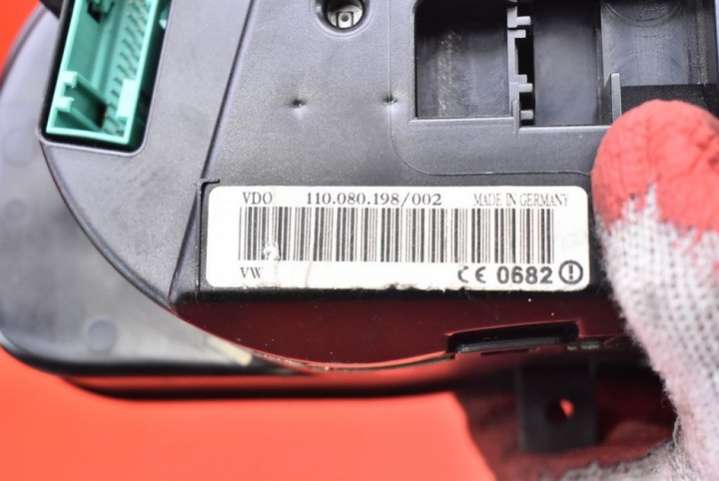 VDO 110.080.198/002 MADE IN GERMANY
VW CE 0682